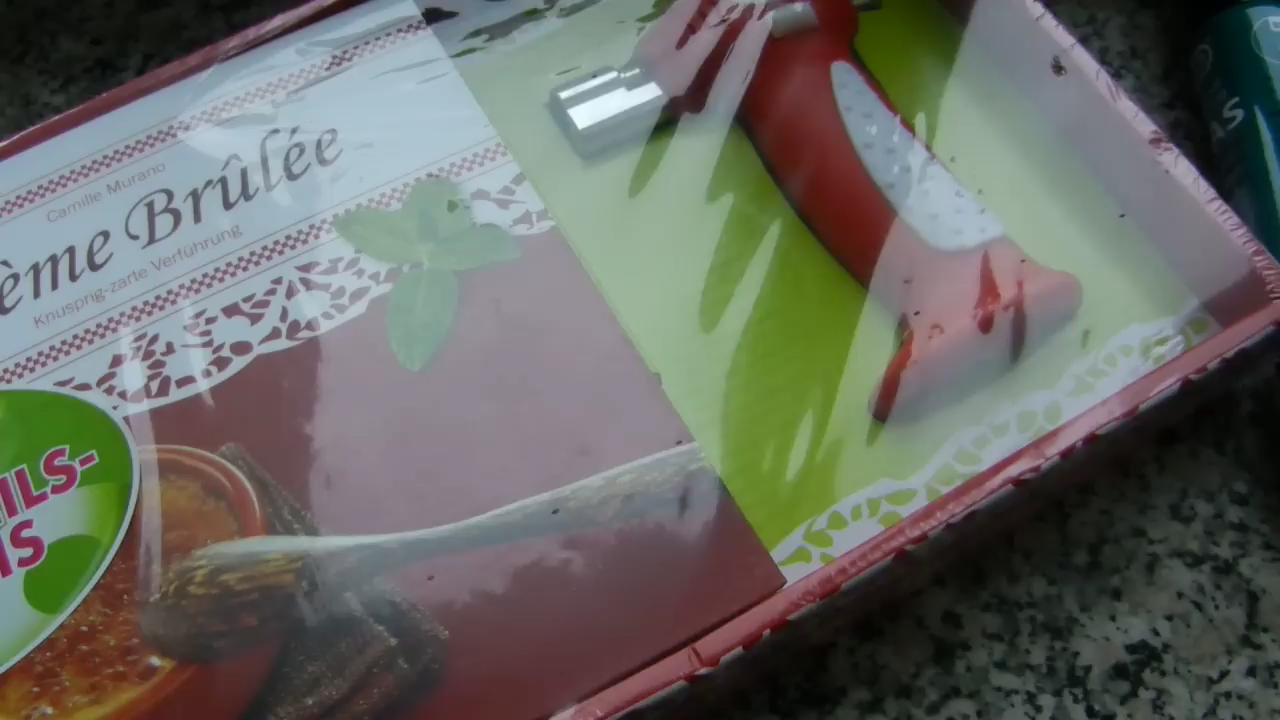 Camille Murano
ème Brûlée
Knusprig-zarte Verführung
ILS-
IS